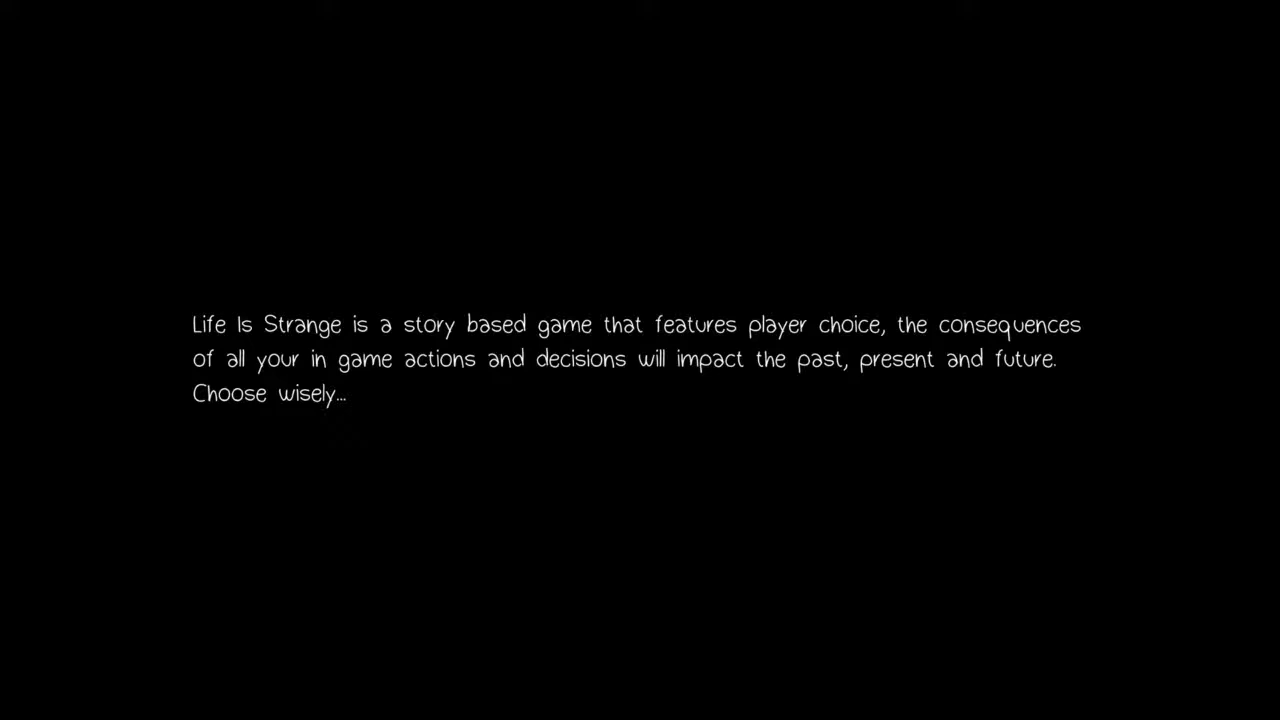 Life Is Strange is a story based game that features player choice, the consequences
of all your in game actions and decisions will impact the past, present and future.
Choose wisely...